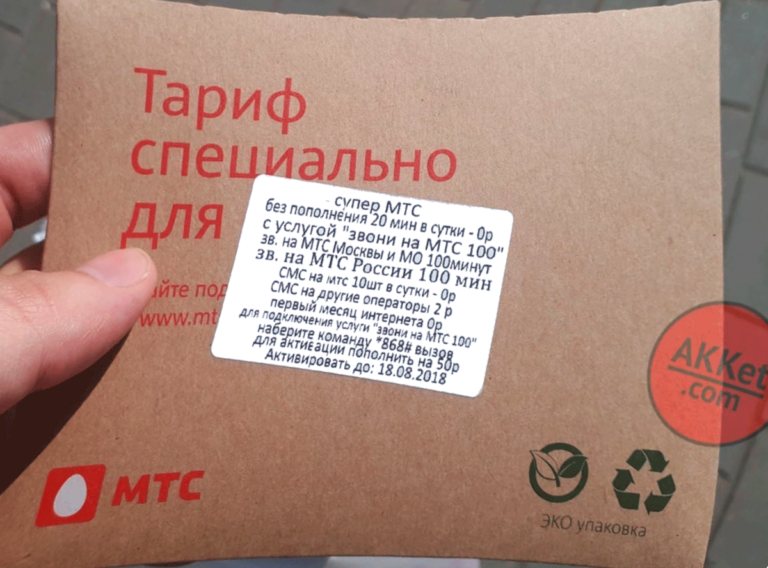 Тариф
специально
для
супер МТС
без пополнения 20 мин в сутки - 0р
с услугой "звони на МТС 100"
зв. на МТС Москвы и МО 100минут
зв. на МТС России 100 мин
СМС на мтс 10шт в сутки - 0р
СМС на другие операторы 2 р
первый месяц интернета 0р
для подключения услуги "звони на МТС 100"
наберите команду *868# вызов
для активации пополнить на 50р
Активировать до: 18.08.2018
www.mt
AKKet
.com
МТС
ЭКО упаковка